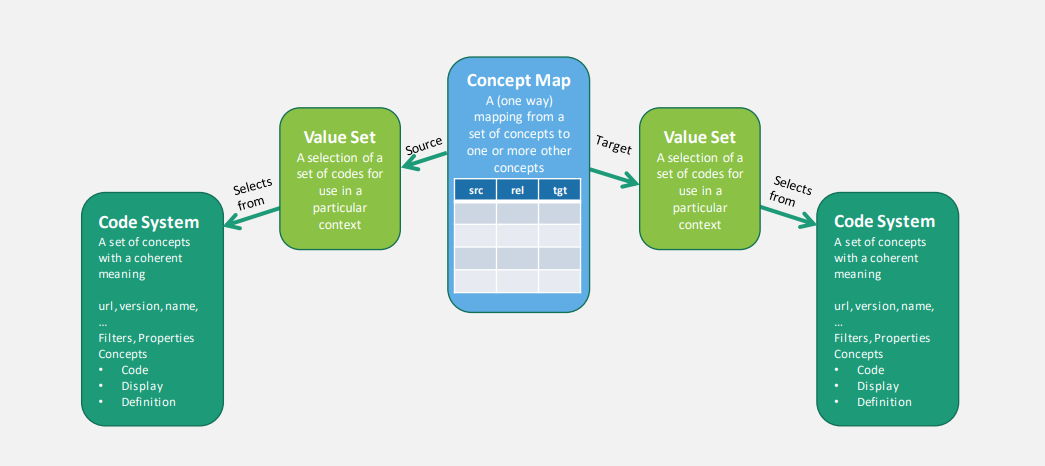 Concept Map
A (one way)
mapping from a
set of concepts to
one or more other
concepts
src rel tgt
Source
Target
Value Set
A selection of a
set of codes for
use in a
particular
context
Value Set
A selection of a
set of codes for
use in a
particular
context
Selects
from
Selects
from
Code System
A set of concepts
with a coherent
meaning
url, version, name,
...
Filters, Properties
Concepts
• Code
• Display
• Definition
Code System
A set of concepts
with a coherent
meaning
url, version, name,
...
Filters, Properties
Concepts
• Code
• Display
• Definition